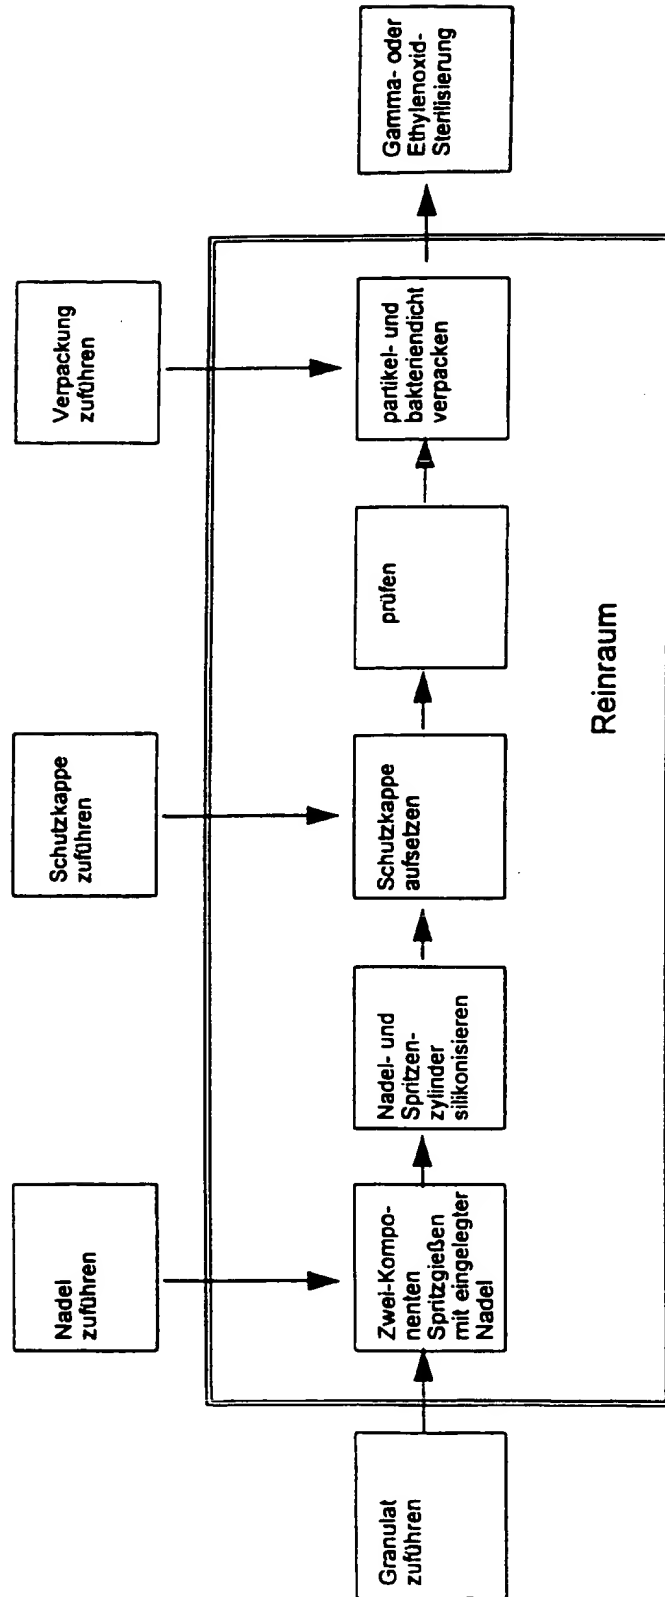 Nadel
zuführen
Schutzkappe
zuführen
Verpackung
zuführen
Granulat
zuführen
Zwei-Kompo-
nenten
Spritzgießen
mit eingelegter
Nadel
Nadel- und
Spritzen-
zylinder
silikonisieren
Schutzkappe
aufsetzen
prüfen
partikel- und
bakteriendicht
verpacken
Gamma- oder
Ethylenoxid-
Sterilisierung
Reinraum